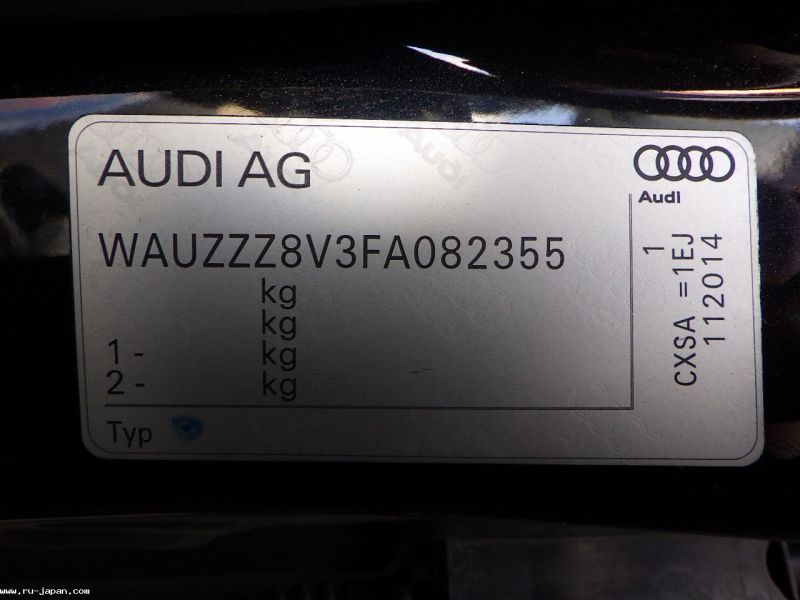 AUDI AG
Audi
WAUZZZ8V3FA082355
kg
kg
1 - kg
2 - kg
Typ
1
CXSA =1EJ
112014
www.ru-japan.com